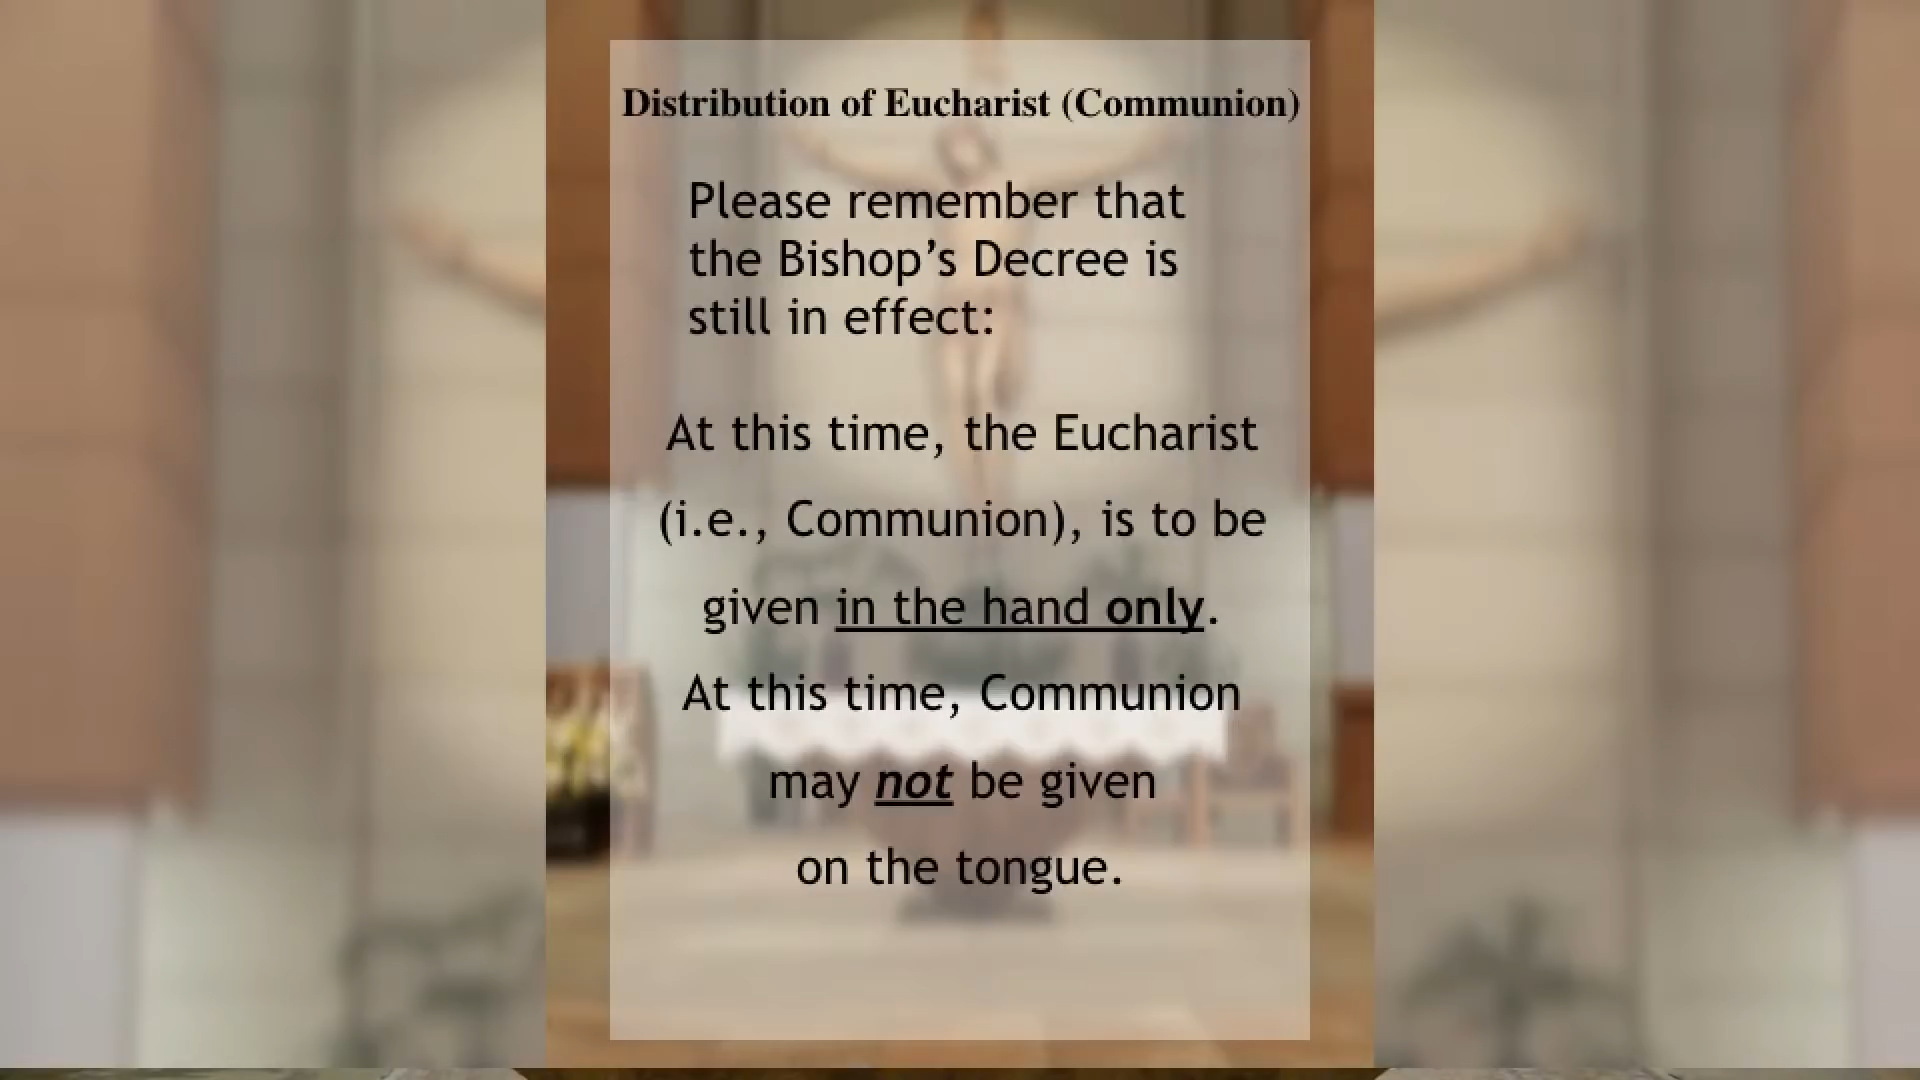 Distribution of Eucharist (Communion)
Please remember that
the Bishop’s Decree is
still in effect:
At this time, the Eucharist
(i.e., Communion), is to be
given in the hand only.
At this time, Communion
may not be given
on the tongue.